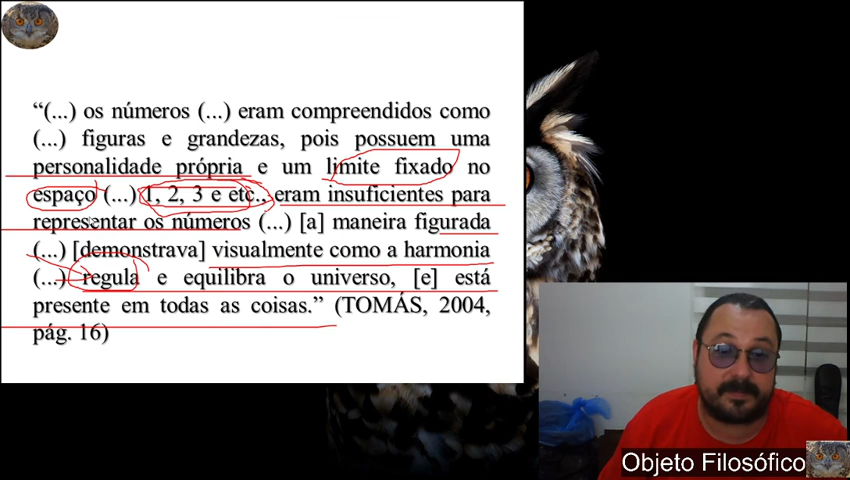 “(...) os números (...) eram compreendidos como
(...) figuras e grandezas, pois possuem uma
personalidade própria e um limite fixado no
espaço (...) 1, 2, 3 e etc., eram insuficientes para
representar os números (...) [a] maneira figurada
(...) [demonstrava] visualmente como a harmonia
(...) regula e equilibra o universo, [e] está
presente em todas as coisas.” (TOMÁS, 2004,
pág. 16)
Objeto Filosófico